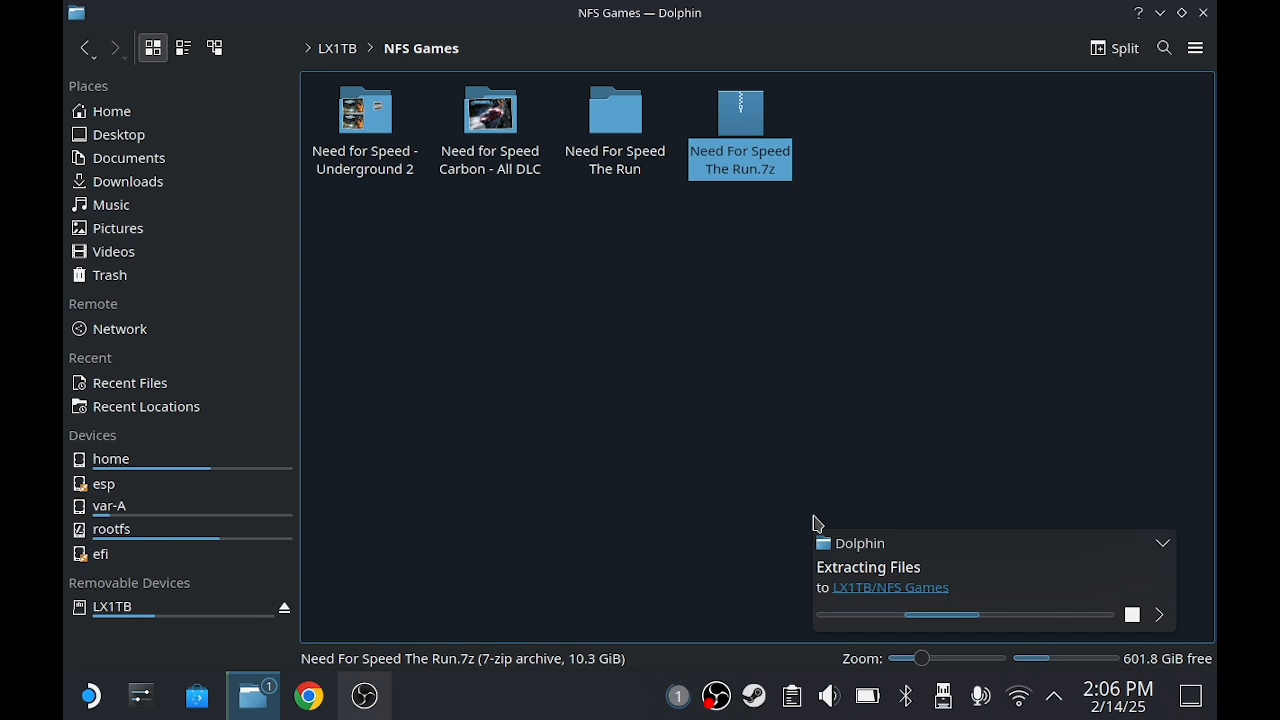 NFS Games — Dolphin
LX1TB
NFS Games
Split
Places
Home
Desktop
Documents
Downloads
Music
Pictures
Videos
Trash
Remote
Network
Recent
Recent Files
Recent Locations
Devices
home
esp
var-A
rootfs
efi
Removable Devices
LX1TB
Need for Speed -
Underground 2
Need for Speed
Carbon - All DLC
Need For Speed
The Run
Need For Speed
The Run.7z
Dolphin
Extracting Files
to LX1TB/NFS Games
Need For Speed The Run.7z (7-zip archive, 10.3 GiB)
Zoom:
601.8 GiB free
1
1
2:06 PM
2/14/25